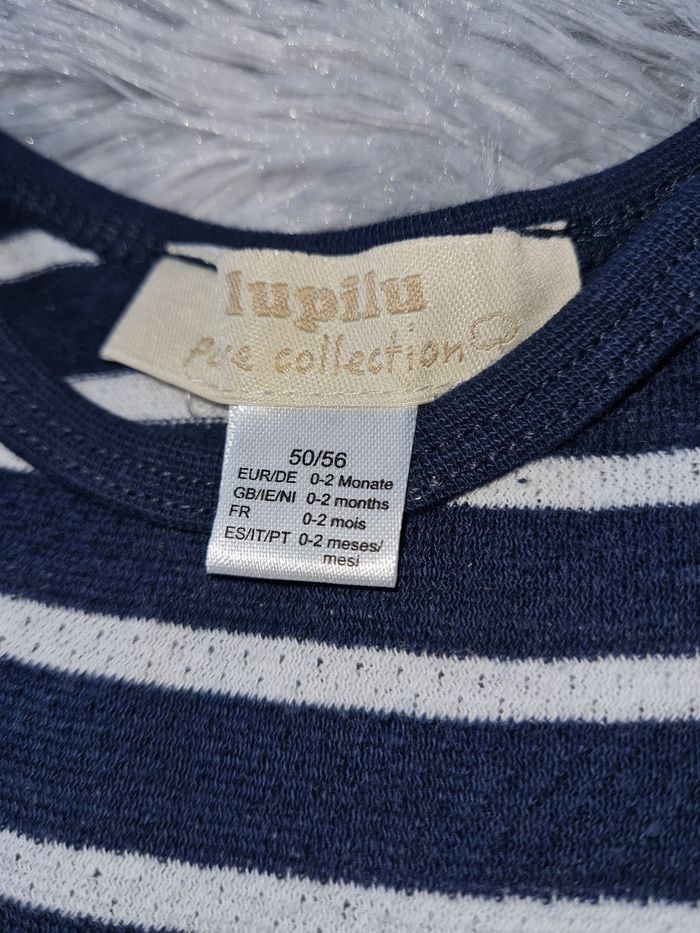 lupilu
pure collection
50/56
EUR/DE 0-2 Monate
GB/IE/NI 0-2 months
FR 0-2 mois
ES/IT/PT 0-2 meses/
mesi